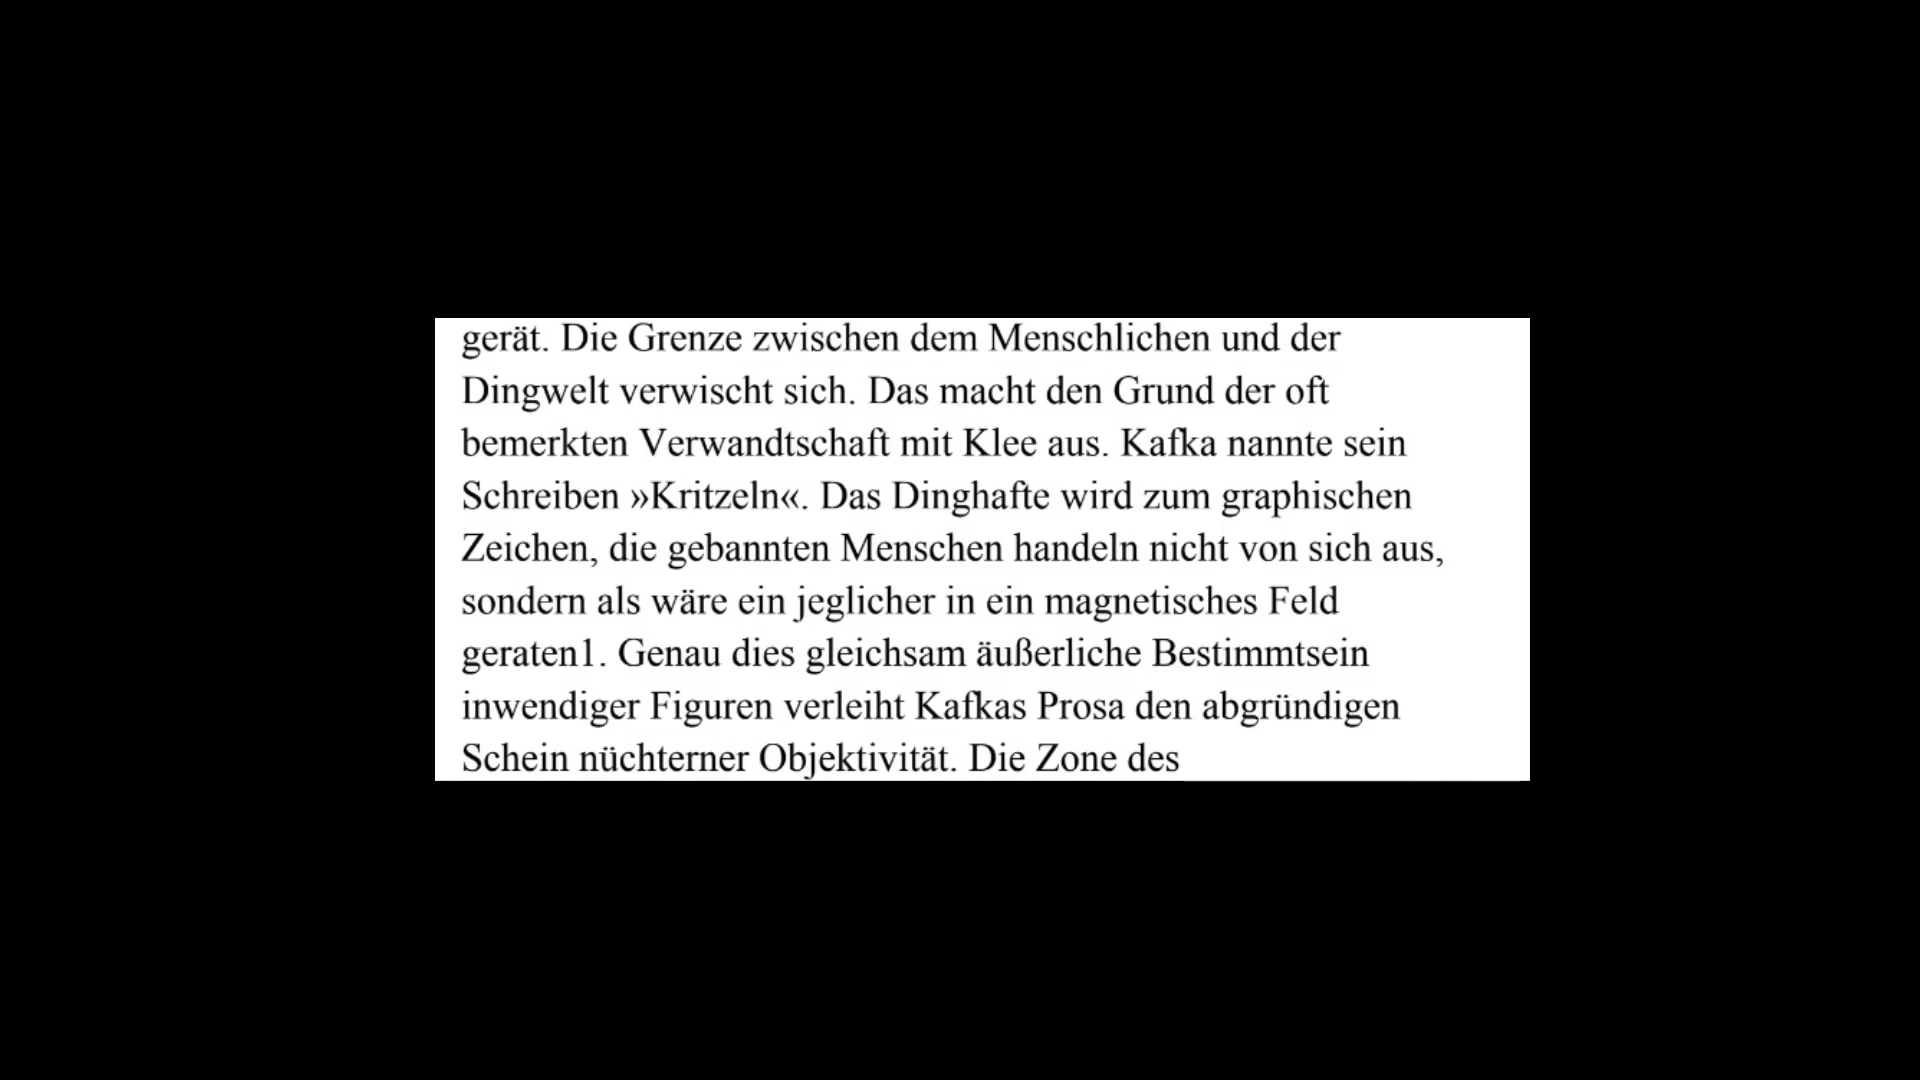 gerät. Die Grenze zwischen dem Menschlichen und der
Dingwelt verwischt sich. Das macht den Grund der oft
bemerkten Verwandtschaft mit Klee aus. Kafka nannte sein
Schreiben »Kritzeln«. Das Dinghafte wird zum graphischen
Zeichen, die gebannten Menschen handeln nicht von sich aus,
sondern als wäre ein jeglicher in ein magnetisches Feld
geraten1. Genau dies gleichsam äußerliche Bestimmtsein
inwendiger Figuren verleiht Kafkas Prosa den abgründigen
Schein nüchterner Objektivität. Die Zone des